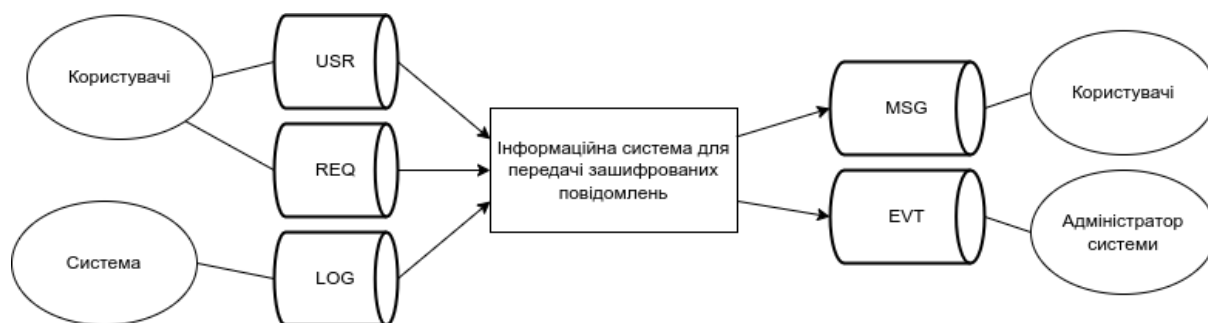 Користувачі
USR
REQ
Система
LOG
Інформаційна система для
передачі зашифрованих
повідомлень
MSG
Користувачі
EVT
Адміністратор
системи